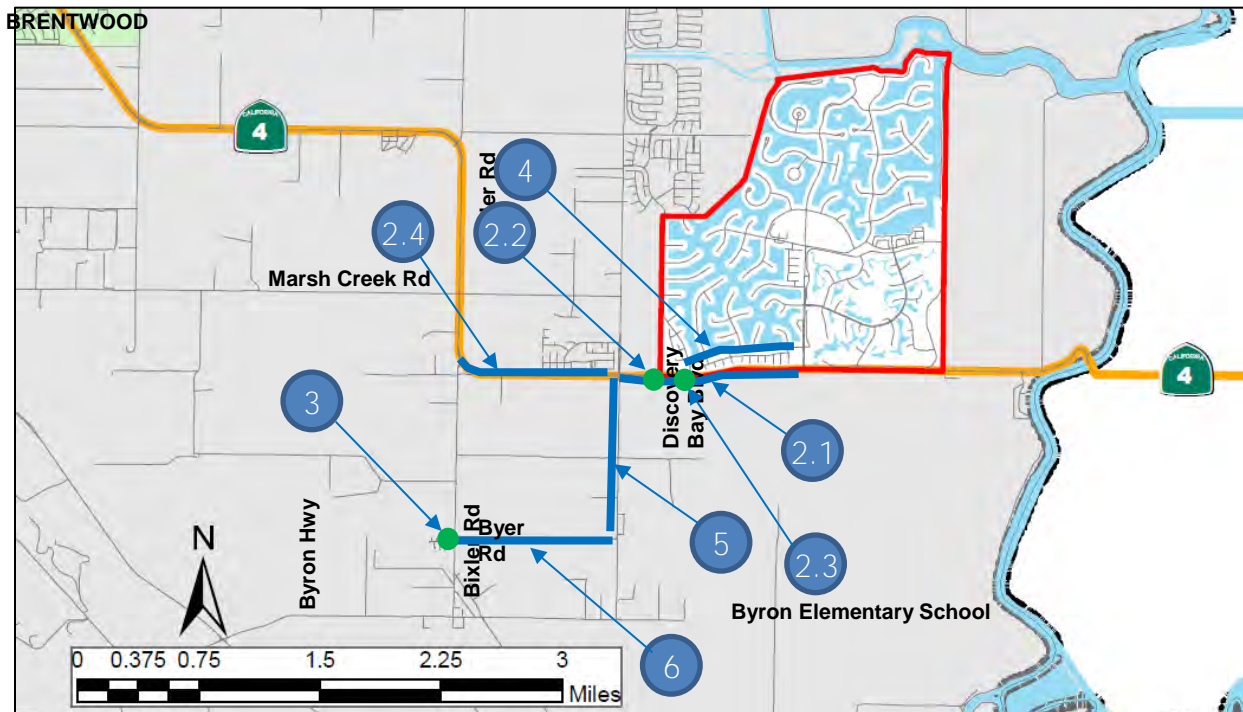 BRENTWOOD
CALIFORNIA
4
4
2.4
2.2
Marsh Creek Rd
CALIFORNIA
4
3
Discovery
Bay Blvd
2.1
Byron Hwy
Bixler Rd
Byer
Rd
5
2.3
N
Byron Elementary School
6
0 0.375 0.75 1.5 2.25 3
Miles